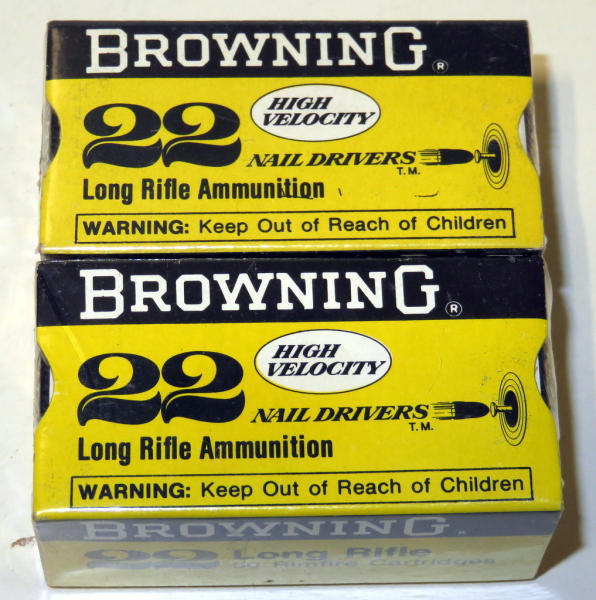 BROWNING®
22 HIGH VELOCITY
NAIL DRIVERS T.M.
Long Rifle Ammunition
WARNING: Keep Out of Reach of Children
BROWNING®
22 HIGH VELOCITY
NAIL DRIVERS T.M.
Long Rifle Ammunition
WARNING: Keep Out of Reach of Children
BROWNING®
22 Long Rifle
50 Rimfire Cartridges